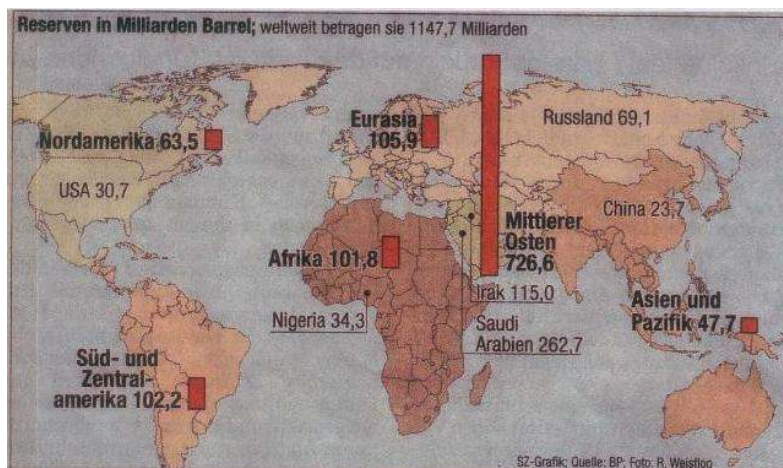 Reserven in Milliarden Barrel; weltweit betragen sie 1147,7 Milliarden
Nordamerika 63,5
USA 30,7
Eurasia
105,9
Russland 69,1
China 23,7
Mittlerer
Osten
726,6
Afrika 101,8
Irak 115,0
Nigeria 34,3
Saudi
Arabien 262,7
Asien und
Pazifik 47,7
Süd- und
Zentral-
amerika 102,2
SZ-Grafik; Quelle: BP; Foto: R. Weisflog